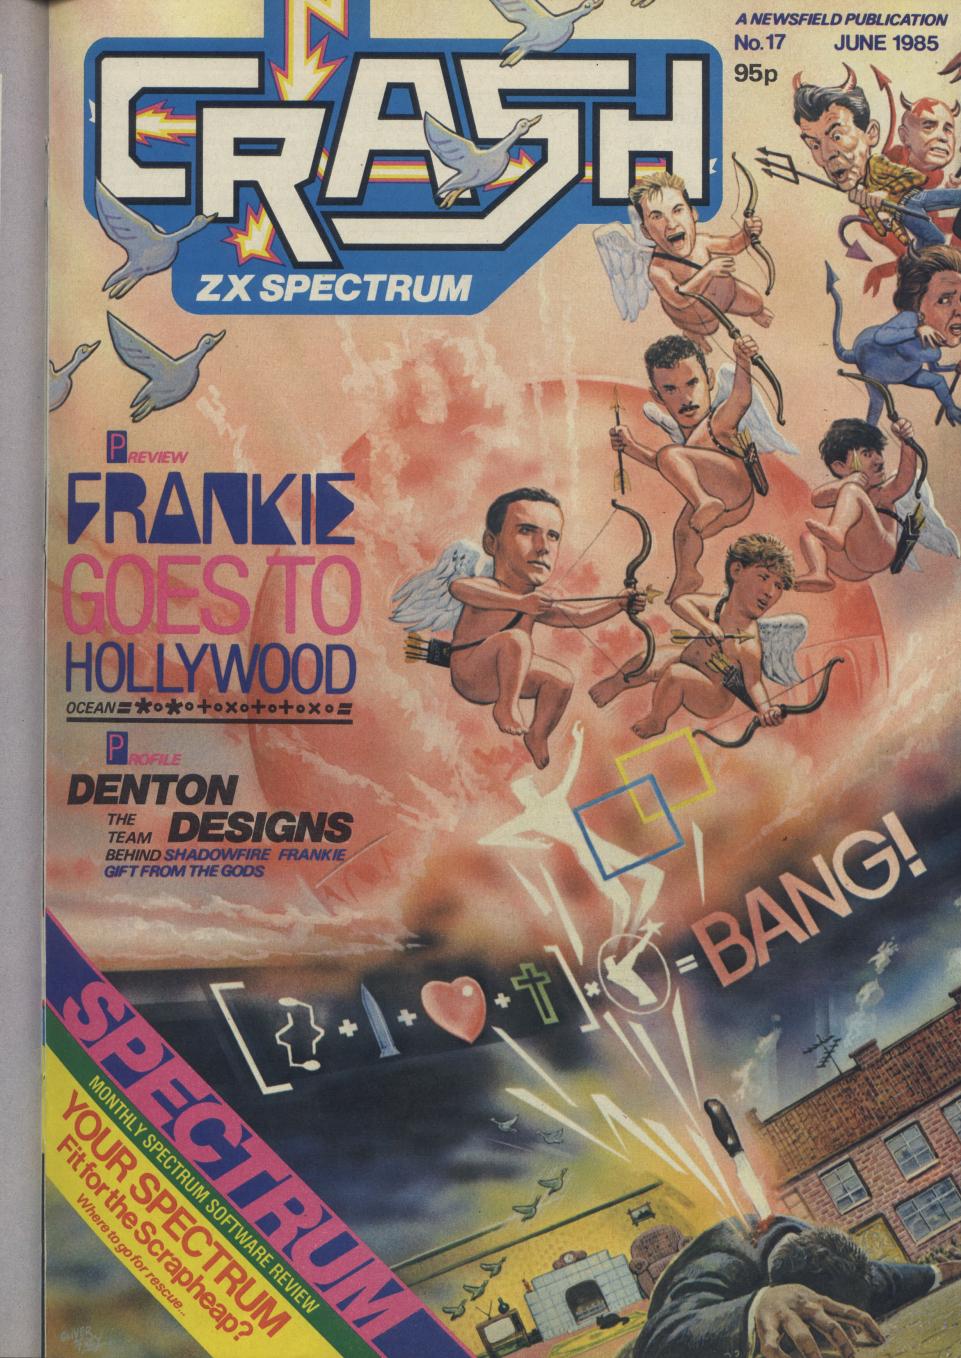 A NEWSFIELD PUBLICATION
No.17 JUNE 1985
95p
CRASH
ZX SPECTRUM
PREVIEW
FRANKIE
GOES TO
HOLLYWOOD
OCEAN
PROFILE
DENTON
THE TEAM DESIGNS
BEHIND SHADOWFIRE FRANKIE
GIFT FROM THE GODS
= BANG!
SPECTRUM
MONTHLY SPECTRUM SOFTWARE REVIEW
YOUR SPECTRUM
Fit for the Scrapheap?
Where to go for rescue...